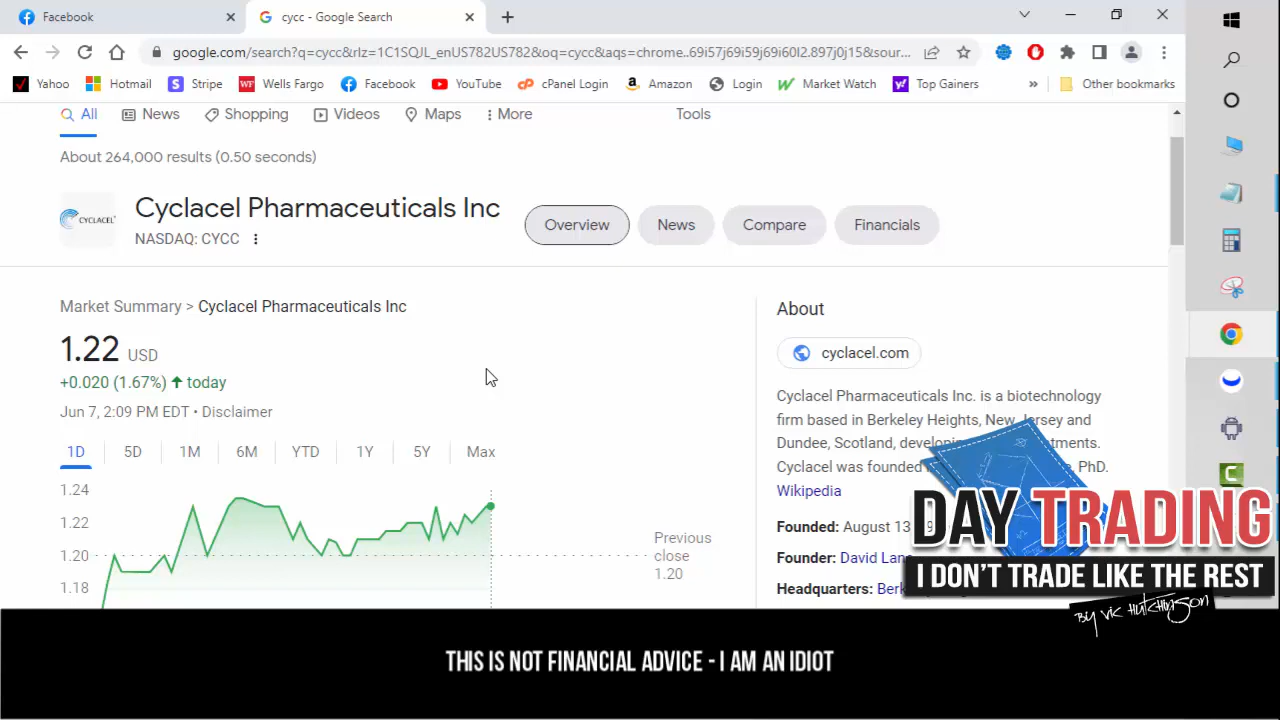 Facebook
cycc - Google Search
google.com/search?q=cycc&rlz=1C1SQJL_enUS782US782&oq=cycc&aqs=chrome..69i57j69i59j69i60l2.897j0j15&sour...
Yahoo
Hotmail
Stripe
Wells Fargo
Facebook
YouTube
cPanel Login
Amazon
Login
Market Watch
Top Gainers
»
Other bookmarks
All
News
Shopping
Videos
Maps
More
Tools
About 264,000 results (0.50 seconds)
CYCLACEL
Cyclacel Pharmaceuticals Inc
NASDAQ: CYCC
Overview
News
Compare
Financials
Market Summary > Cyclacel Pharmaceuticals Inc
1.22 USD
+0.020 (1.67%) today
Jun 7, 2:09 PM EDT • Disclaimer
1D
5D
1M
6M
YTD
1Y
5Y
Max
1.24
1.22
1.20
1.18
Previous
close
1.20
About
cyclacel.com
Cyclacel Pharmaceuticals Inc. is a biotechnology
firm based in Berkeley Heights, New Jersey and
Dundee, Scotland,
Cyclacel was founded PhD.
Wikipedia
Founded: August 13
Founder: David
Headquarters:
DAY TRADING
I DON'T TRADE LIKE THE REST
BY VIC HUTCHINSON
THIS IS NOT FINANCIAL ADVICE - I AM AN IDIOT